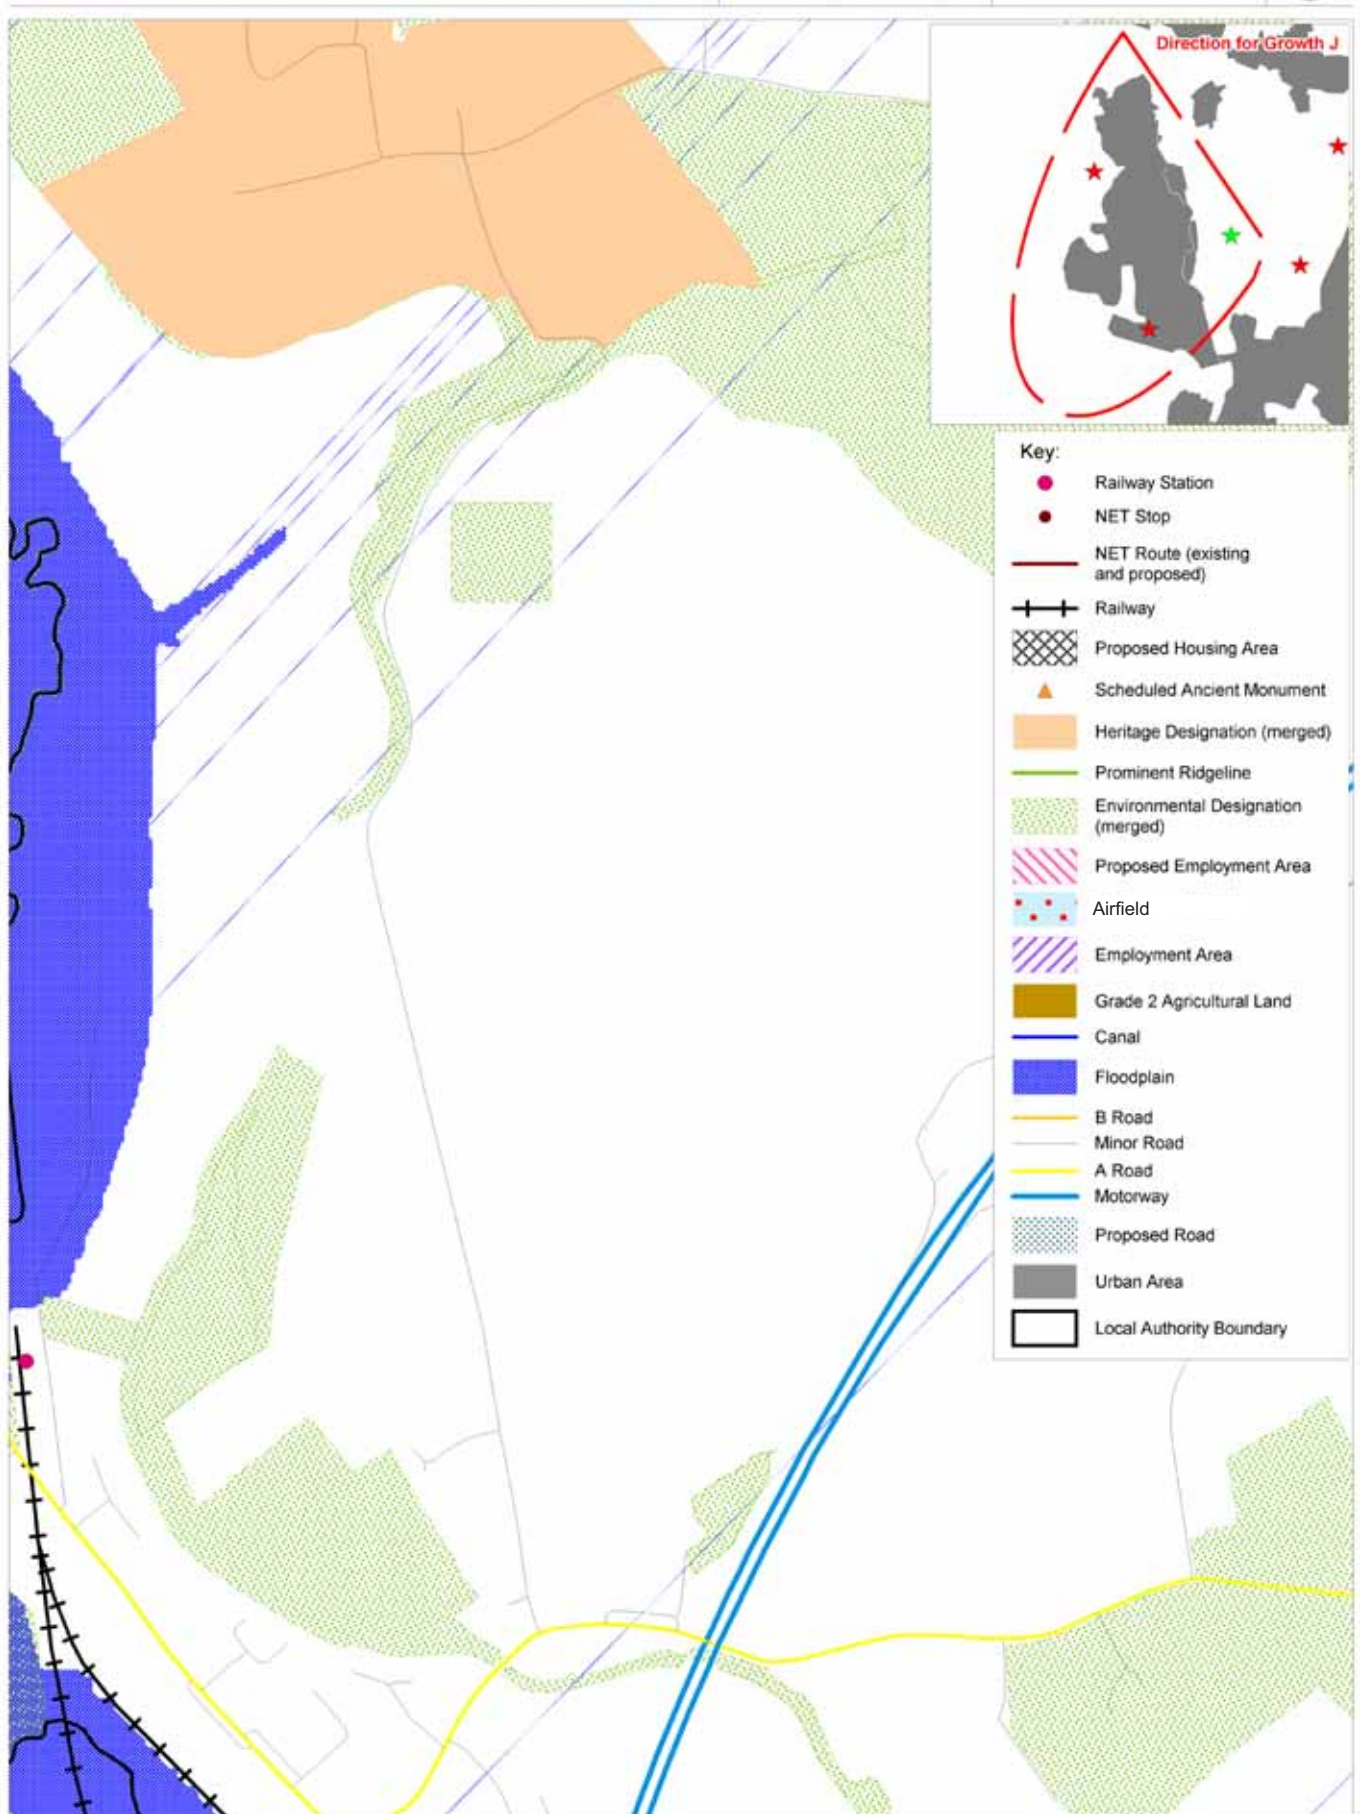 Direction for Growth J
Key:
Railway Station
NET Stop
NET Route (existing
and proposed)
Railway
Proposed Housing Area
Scheduled Ancient Monument
Heritage Designation (merged)
Prominent Ridgeline
Environmental Designation
(merged)
Proposed Employment Area
Airfield
Employment Area
Grade 2 Agricultural Land
Canal
Floodplain
B Road
Minor Road
A Road
Motorway
Proposed Road
Urban Area
Local Authority Boundary